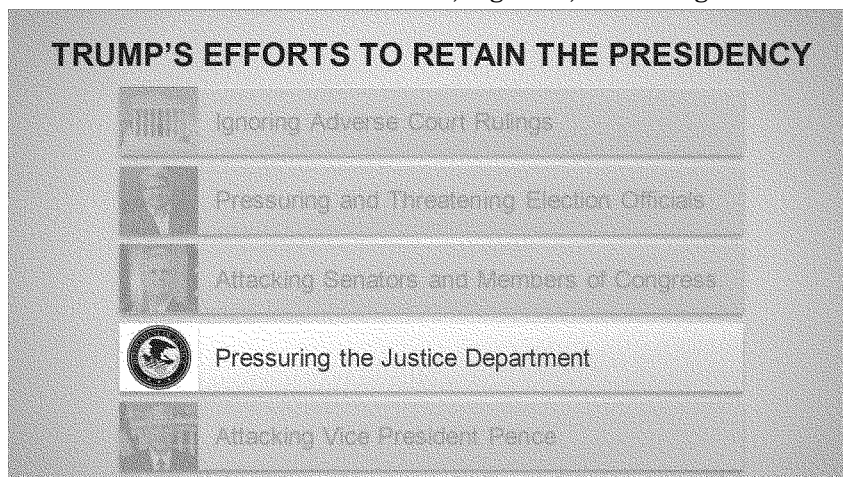 TRUMP'S EFFORTS TO RETAIN THE PRESIDENCY
Ignoring Adverse Court Rulings
Pressuring and Threatening Election Officials
Attacking Senators and Members of Congress
Pressuring the Justice Department
Attacking Vice President Pence